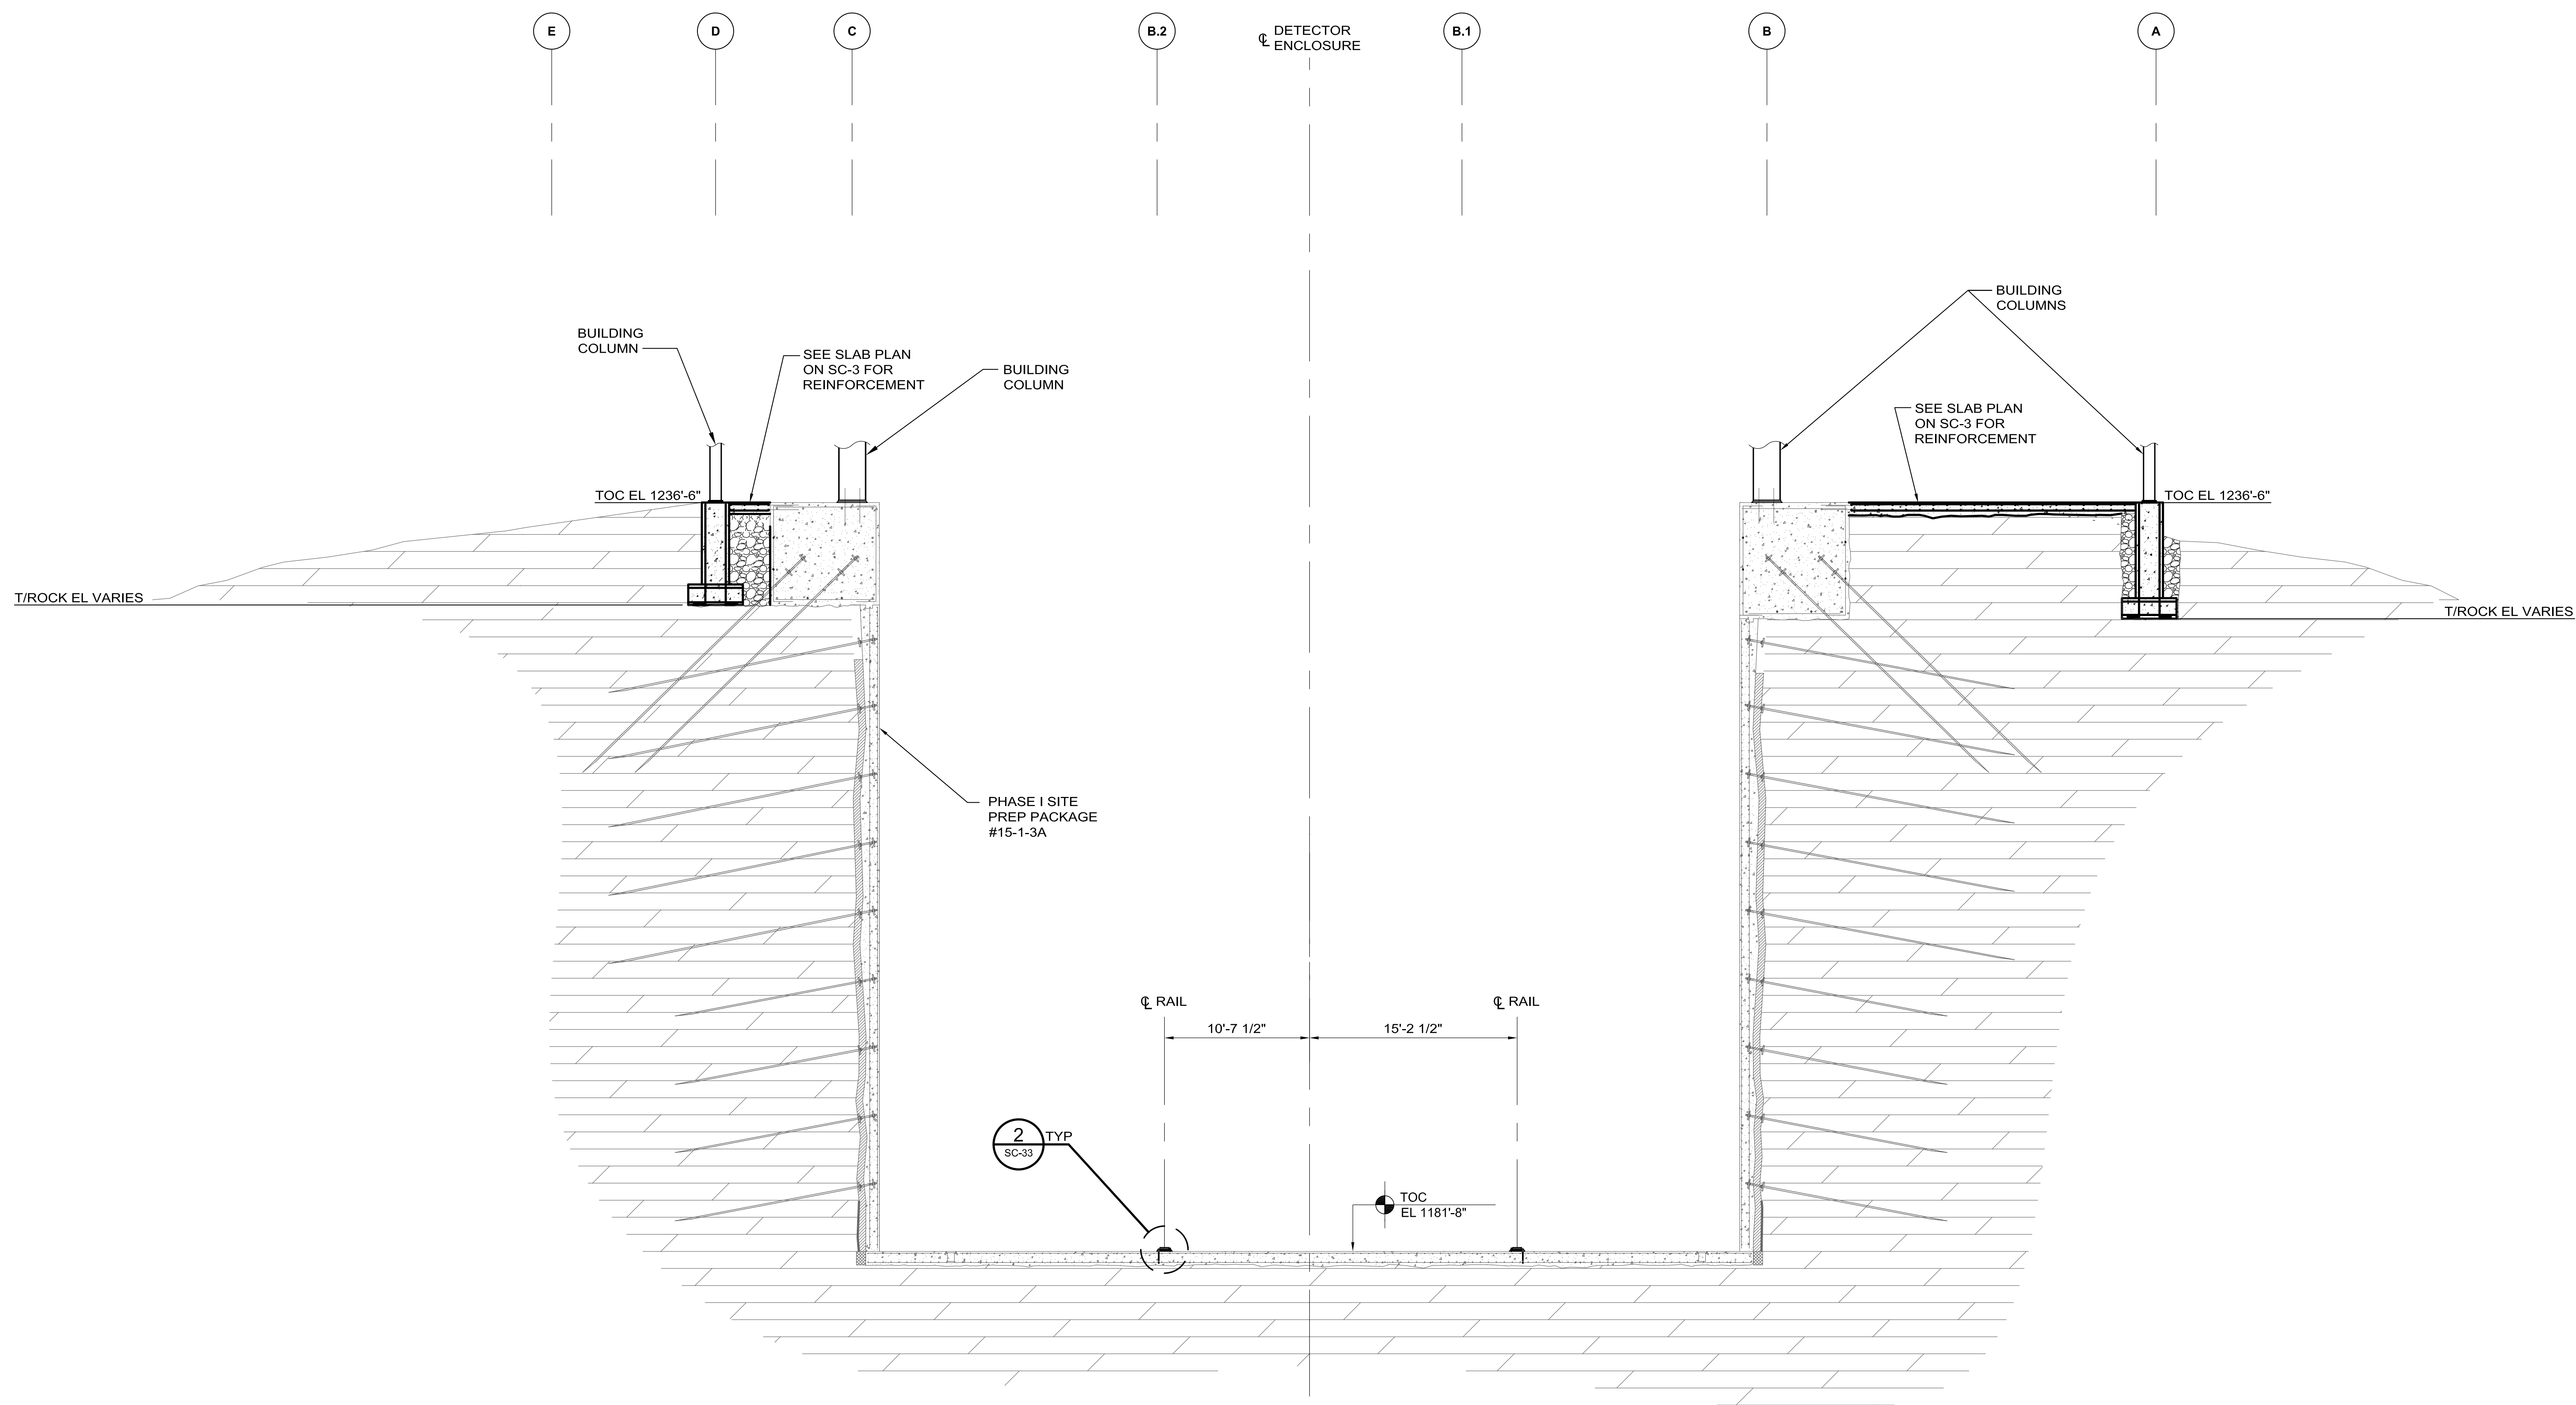 E
D
C
B.2
℄ DETECTOR
ENCLOSURE
B.1
B
A
BUILDING
COLUMNS
BUILDING
COLUMN
SEE SLAB PLAN
ON SC-3 FOR
REINFORCEMENT
BUILDING
COLUMN
SEE SLAB PLAN
ON SC-3 FOR
REINFORCEMENT
TOC EL 1236'-6"
TOC EL 1236'-6"
T/ROCK EL VARIES
T/ROCK EL VARIES
PHASE I SITE
PREP PACKAGE
#15-1-3A
℄ RAIL
℄ RAIL
10'-7 1/2"
15'-2 1/2"
2
SC-33
TYP
TOC
EL 1181'-8"